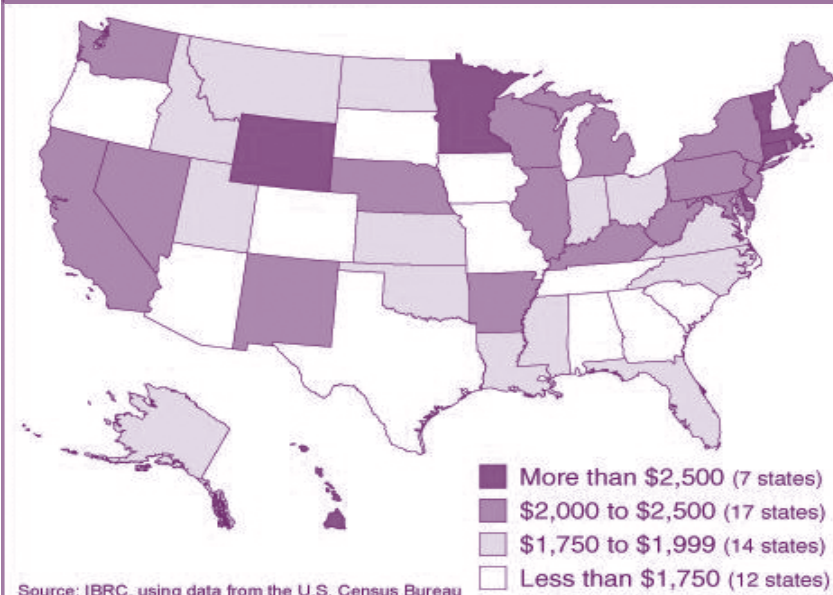 More than $2,500 (7 states)
$2,000 to $2,500 (17 states)
$1,750 to $1,999 (14 states)
Less than $1,750 (12 states)
Source: IBRC, using data from the U.S. Census Bureau